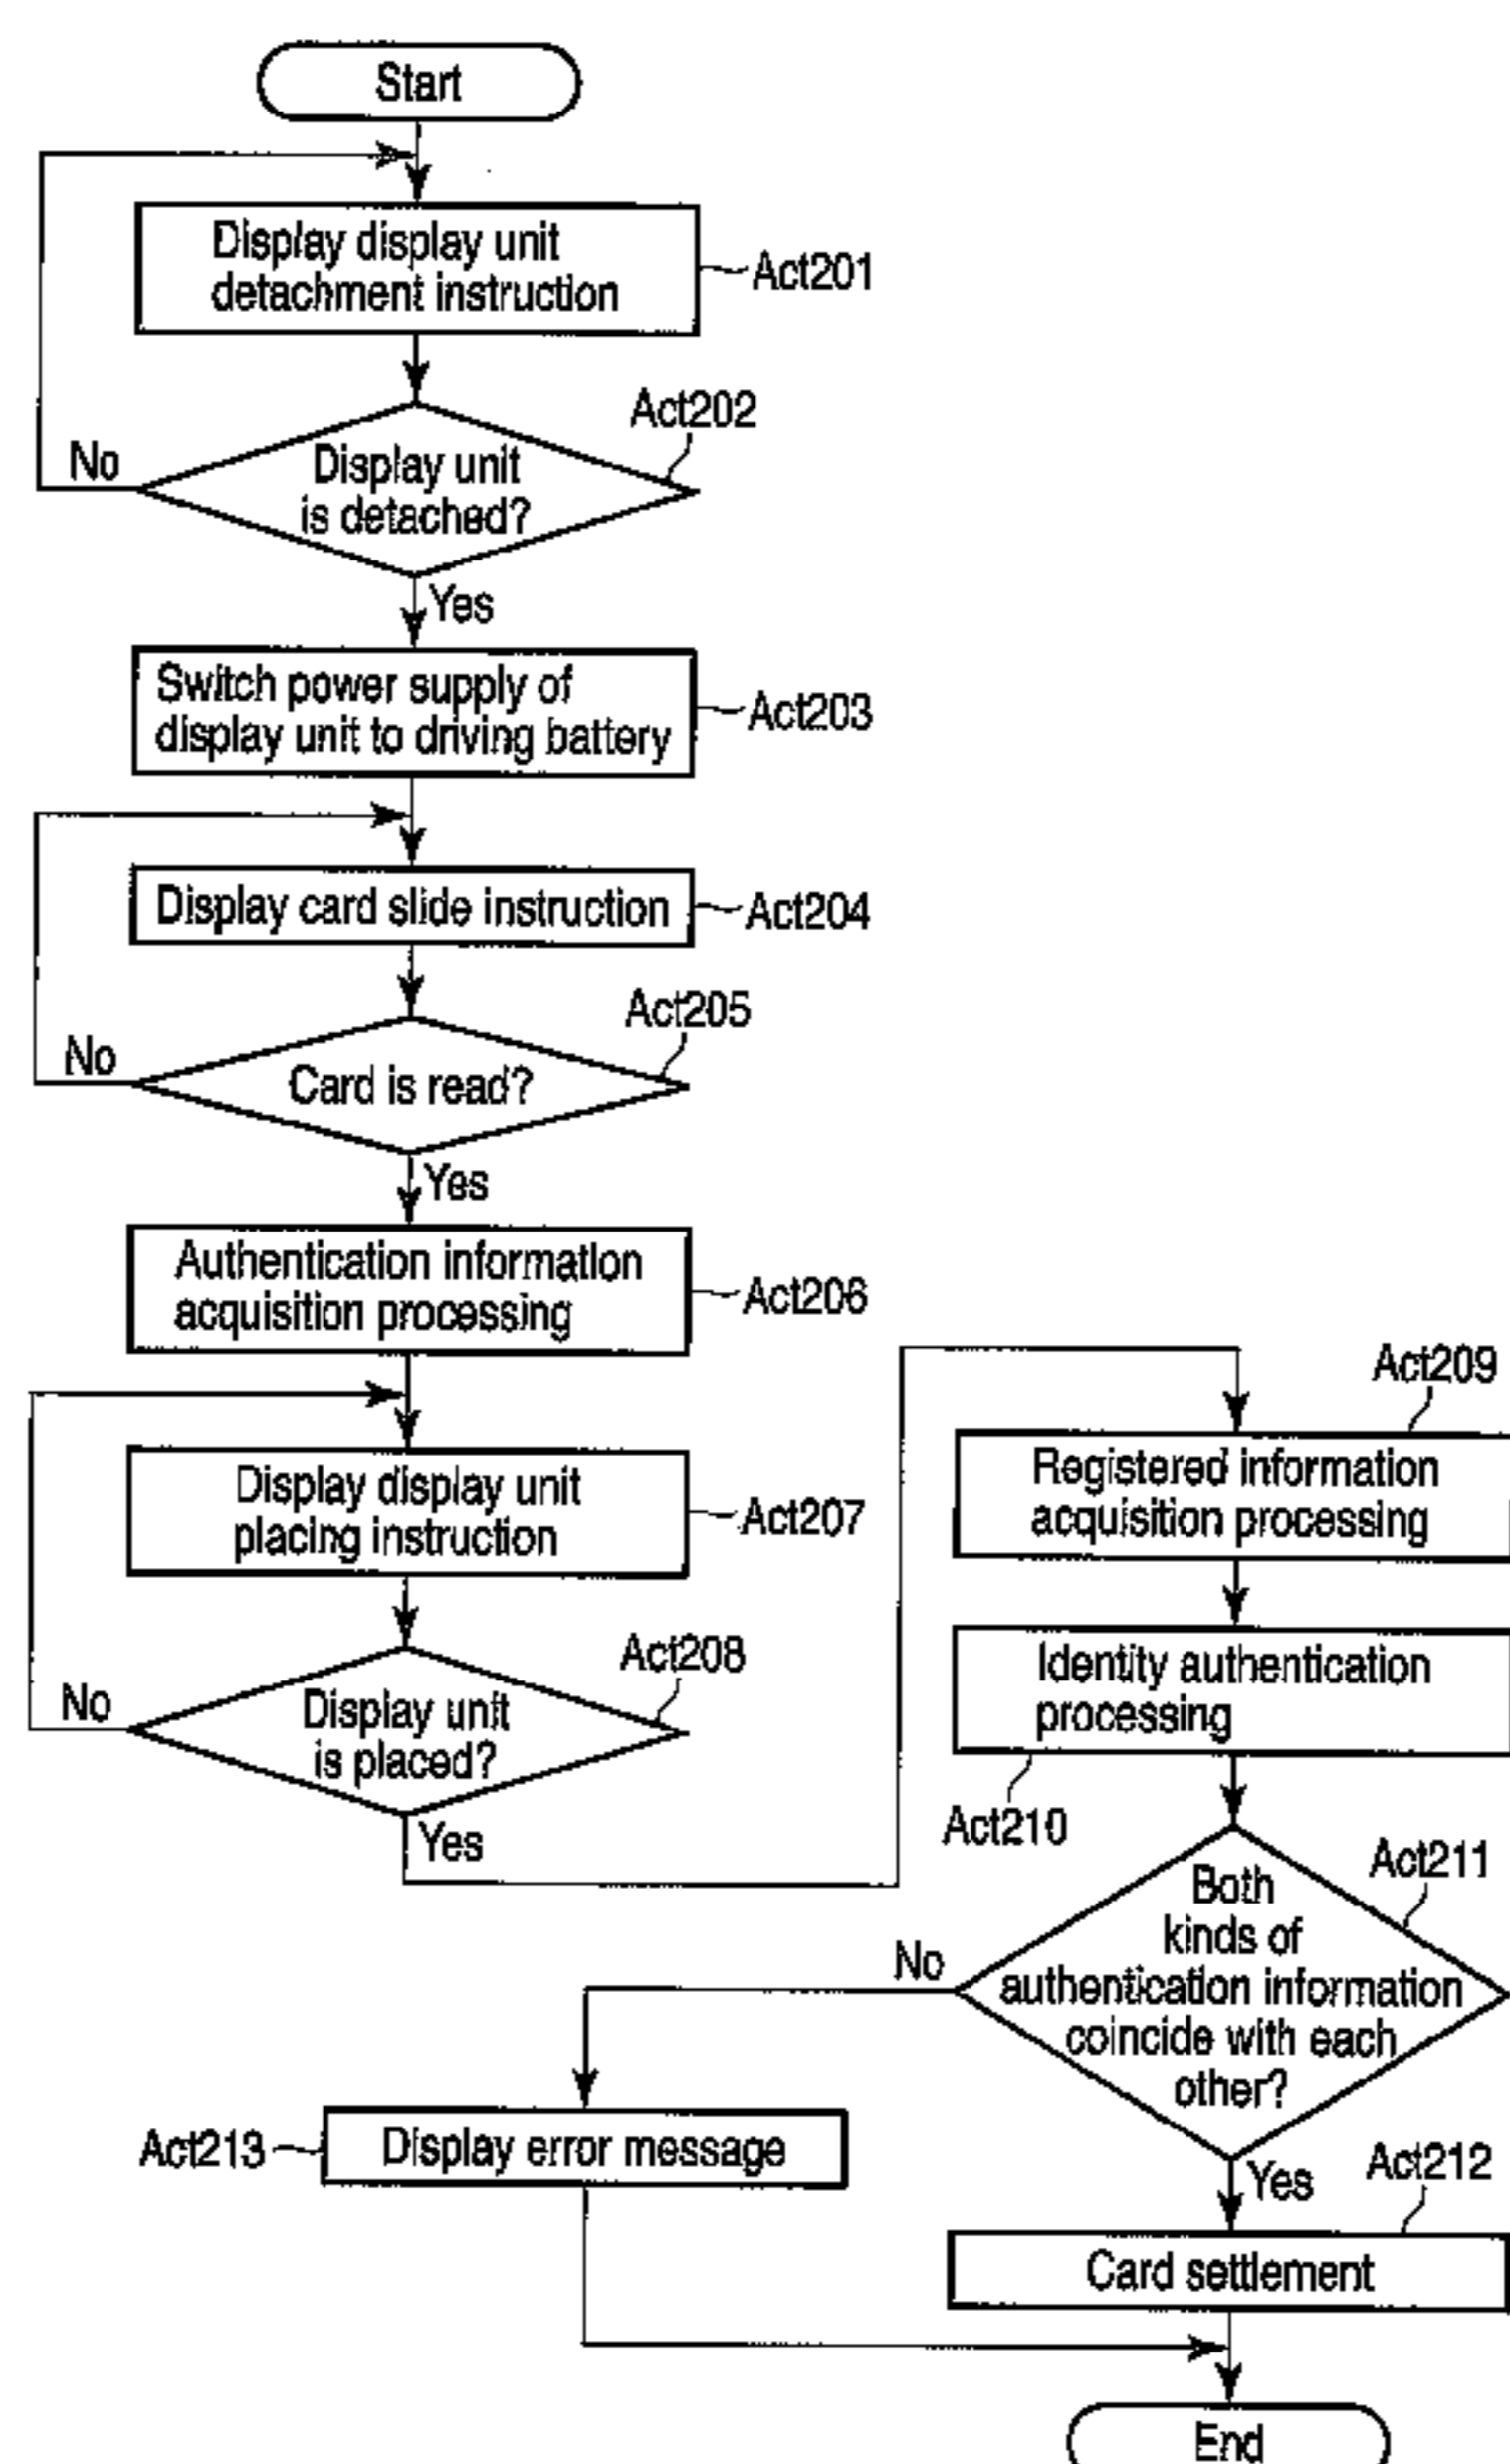 Start
Display display unit
detachment instruction
Act201
Act202
Display unit
is detached?
No
Yes
Switch power supply of
display unit to driving battery
Act203
Display card slide instruction
Act204
Act205
Card is read?
No
Yes
Authentication information
acquisition processing
Act206
Display display unit
placing instruction
Act207
Act208
Display unit
is placed?
No
Yes
Act209
Registered information
acquisition processing
Identity authentication
processing
Act210
Act211
Both
kinds of
authentication information
coincide with each
other?
No
Yes
Act213
Display error message
Act212
Card settlement
End